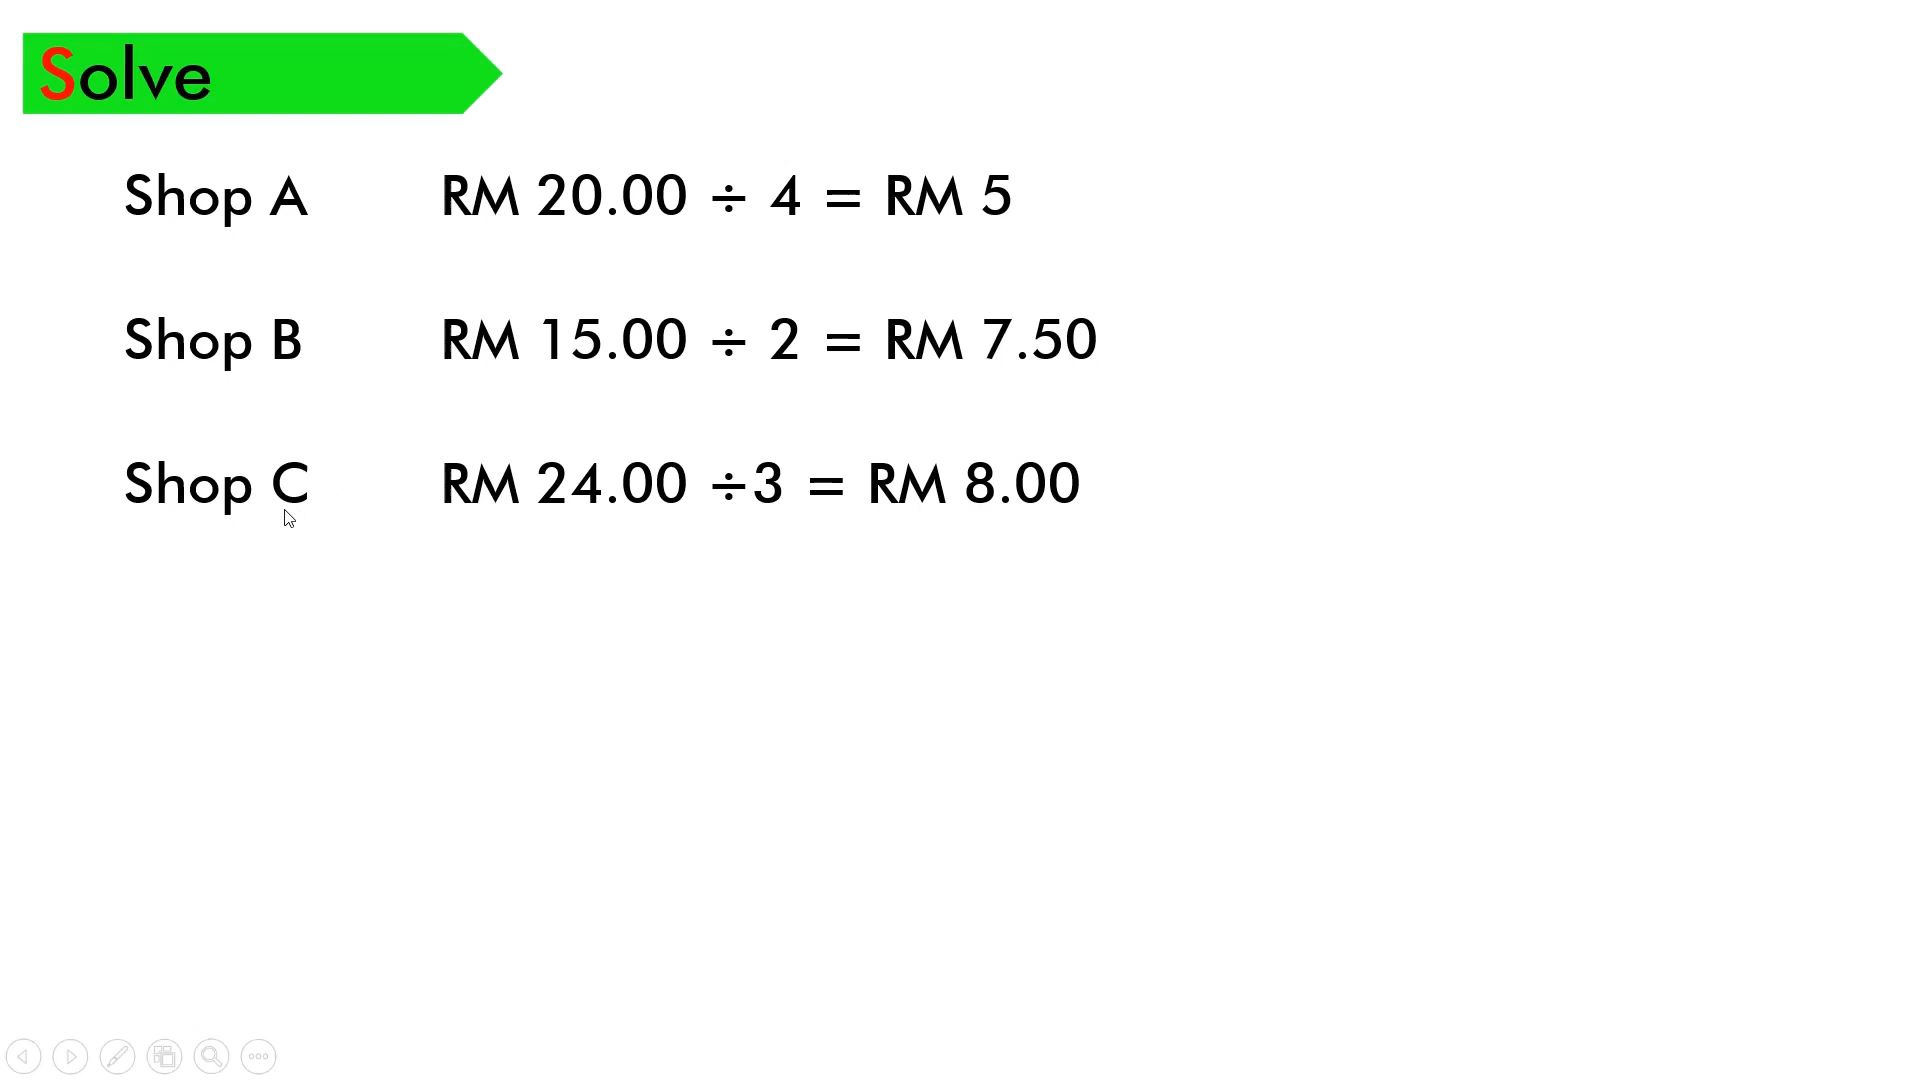 Solve
Shop A RM 20.00 ÷ 4 = RM 5
Shop B RM 15.00 ÷ 2 = RM 7.50
Shop C RM 24.00 ÷3 = RM 8.00